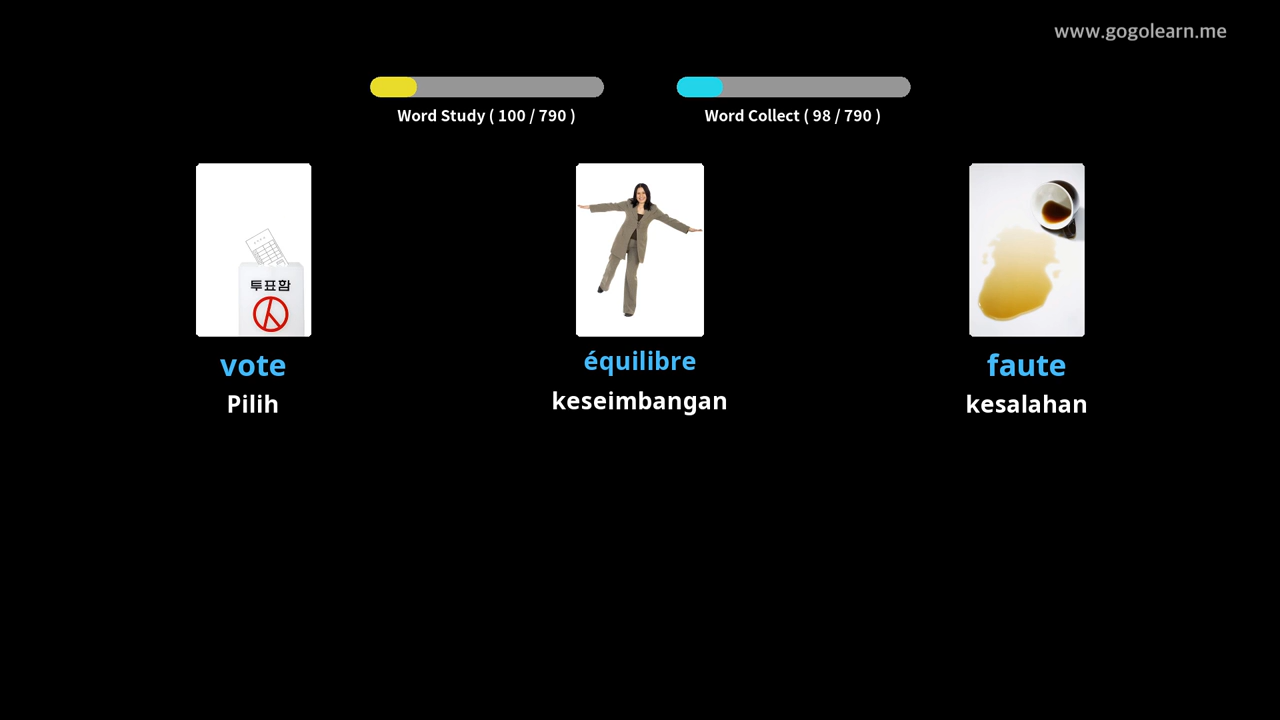 www.gogolearn.me
Word Study ( 100 / 790 )
Word Collect ( 98 / 790 )
투표함
vote
Pilih
équilibre
keseimbangan
faute
kesalahan